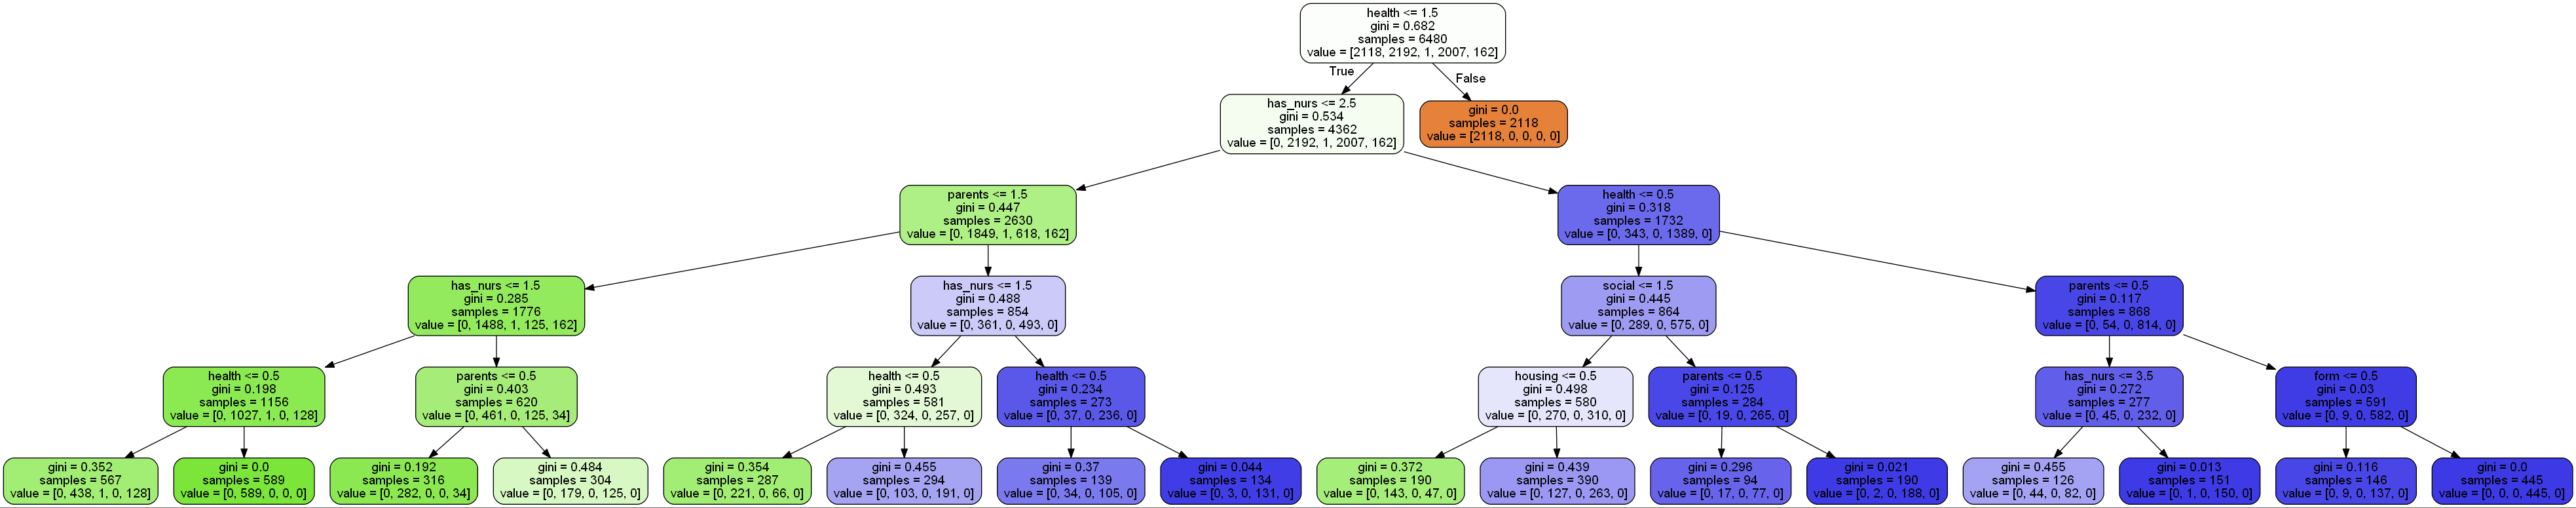 health <= 1.5
gini = 0.682
samples = 6480
value = [2118, 2192, 1, 2007, 162]
True
False
has_nurs <= 2.5
gini = 0.534
samples = 4362
value = [0, 2192, 1, 2007, 162]
gini = 0.0
samples = 2118
value = [2118, 0, 0, 0, 0]
parents <= 1.5
gini = 0.447
samples = 2630
value = [0, 1849, 1, 618, 162]
health <= 0.5
gini = 0.318
samples = 1732
value = [0, 343, 0, 1389, 0]
has_nurs <= 1.5
gini = 0.285
samples = 1776
value = [0, 1488, 1, 125, 162]
has_nurs <= 1.5
gini = 0.488
samples = 854
value = [0, 361, 0, 493, 0]
social <= 1.5
gini = 0.445
samples = 864
value = [0, 289, 0, 575, 0]
parents <= 0.5
gini = 0.117
samples = 868
value = [0, 54, 0, 814, 0]
health <= 0.5
gini = 0.198
samples = 1156
value = [0, 1027, 1, 0, 128]
parents <= 0.5
gini = 0.403
samples = 620
value = [0, 461, 0, 125, 34]
health <= 0.5
gini = 0.493
samples = 581
value = [0, 324, 0, 257, 0]
health <= 0.5
gini = 0.234
samples = 273
value = [0, 37, 0, 236, 0]
housing <= 0.5
gini = 0.498
samples = 580
value = [0, 270, 0, 310, 0]
parents <= 0.5
gini = 0.125
samples = 284
value = [0, 19, 0, 265, 0]
has_nurs <= 3.5
gini = 0.272
samples = 277
value = [0, 45, 0, 232, 0]
form <= 0.5
gini = 0.03
samples = 591
value = [0, 9, 0, 582, 0]
gini = 0.352
samples = 567
value = [0, 438, 1, 0, 128]
gini = 0.0
samples = 589
value = [0, 589, 0, 0, 0]
gini = 0.192
samples = 316
value = [0, 282, 0, 0, 34]
gini = 0.484
samples = 304
value = [0, 179, 0, 125, 0]
gini = 0.354
samples = 287
value = [0, 221, 0, 66, 0]
gini = 0.455
samples = 294
value = [0, 103, 0, 191, 0]
gini = 0.37
samples = 139
value = [0, 34, 0, 105, 0]
gini = 0.044
samples = 134
value = [0, 3, 0, 131, 0]
gini = 0.372
samples = 190
value = [0, 143, 0, 47, 0]
gini = 0.439
samples = 390
value = [0, 127, 0, 263, 0]
gini = 0.296
samples = 94
value = [0, 17, 0, 77, 0]
gini = 0.021
samples = 190
value = [0, 2, 0, 188, 0]
gini = 0.455
samples = 126
value = [0, 44, 0, 82, 0]
gini = 0.013
samples = 151
value = [0, 1, 0, 150, 0]
gini = 0.116
samples = 146
value = [0, 9, 0, 137, 0]
gini = 0.0
samples = 445
value = [0, 0, 0, 445, 0]